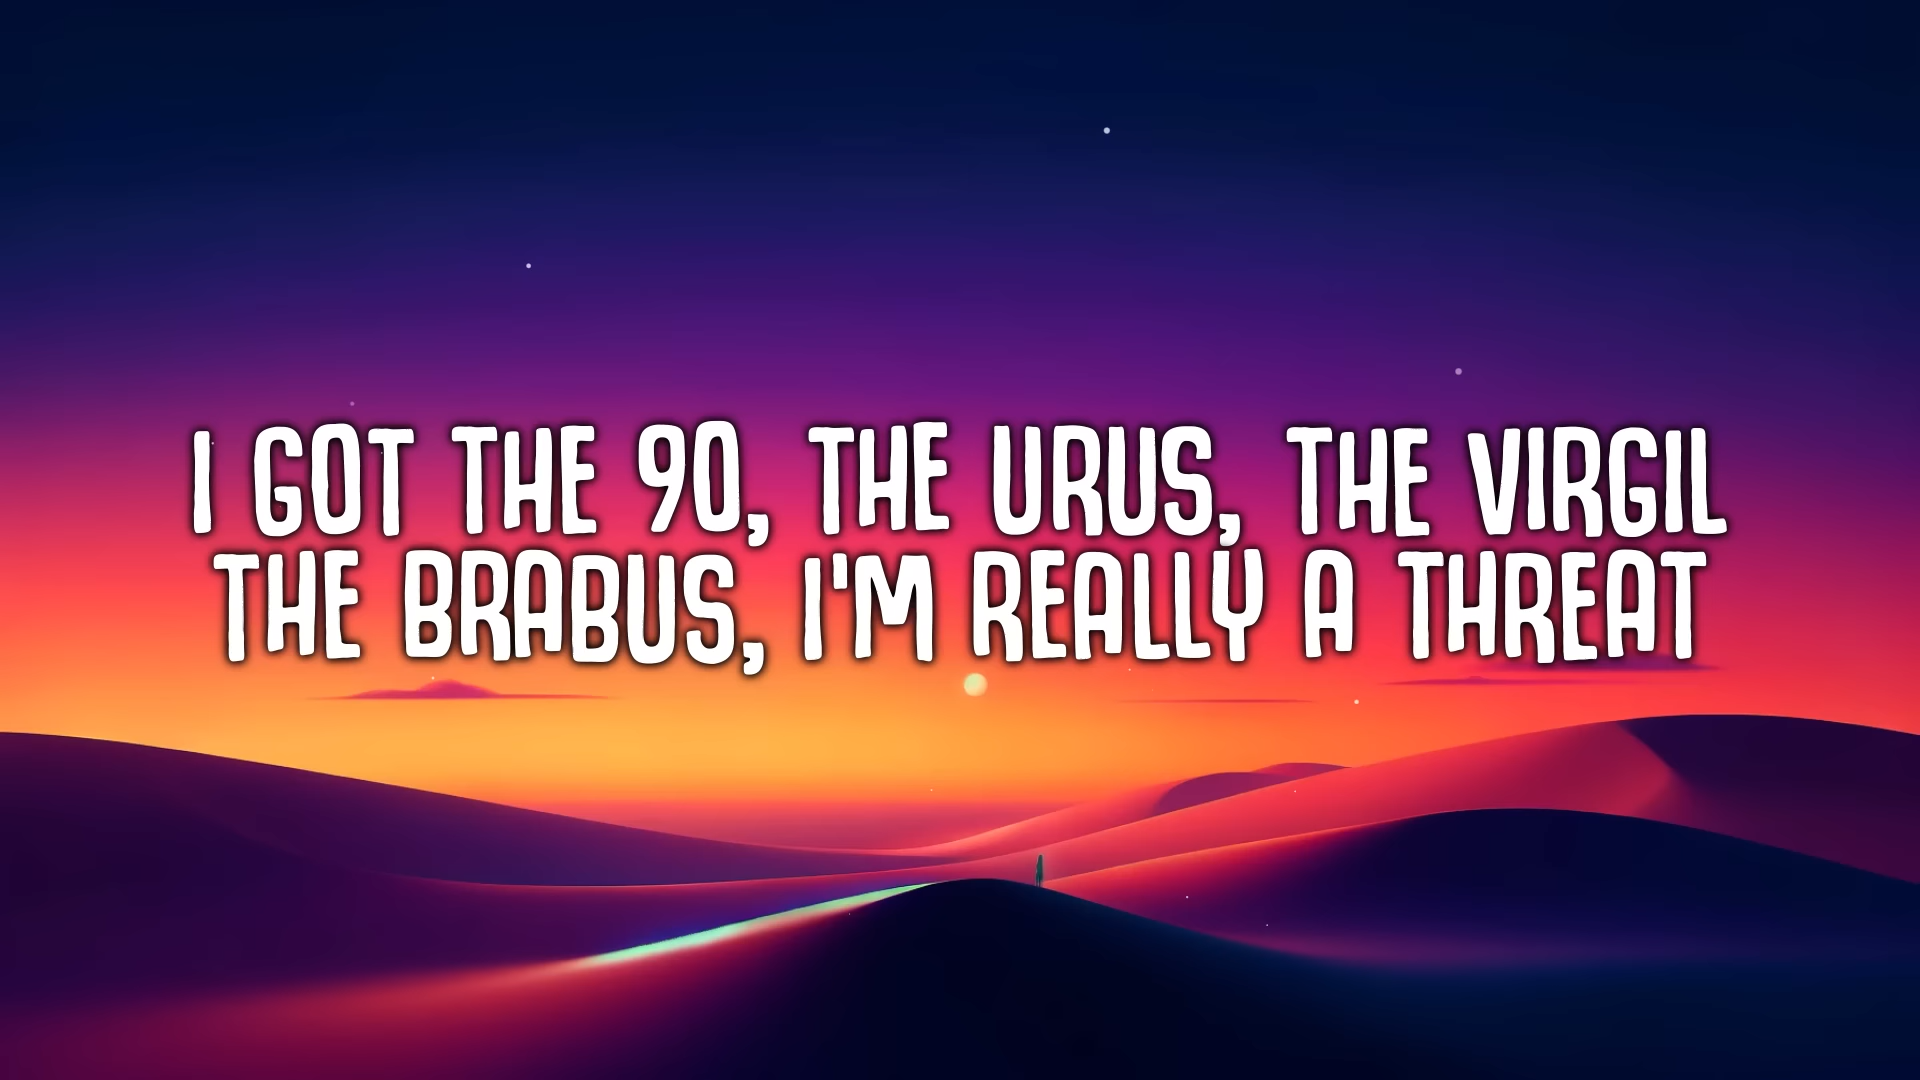 I GOT THE 90, THE URUS, THE VIRGIL
THE BRABUS, I'M REALLY A THREAT